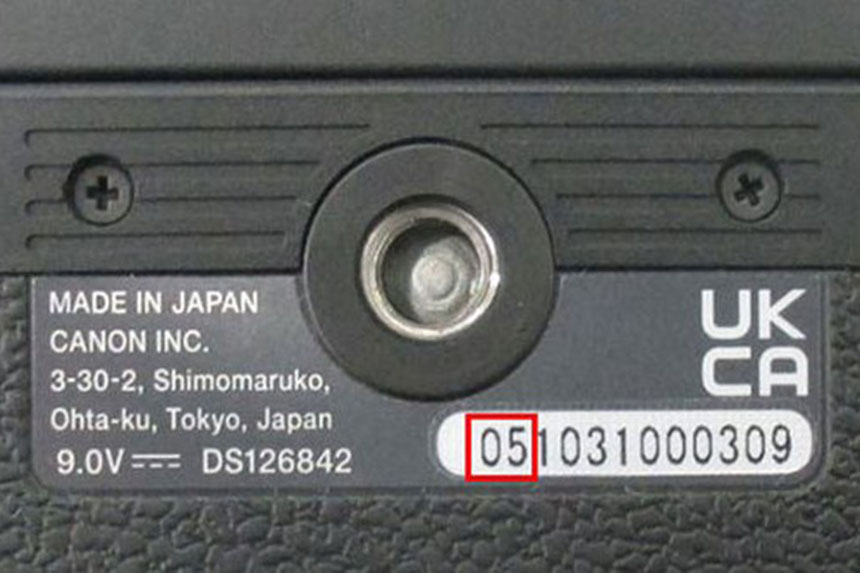 MADE IN JAPAN
CANON INC.
3-30-2, Shimomaruko,
Ohta-ku, Tokyo, Japan
9.0V DS126842
UK
CA
051031000309